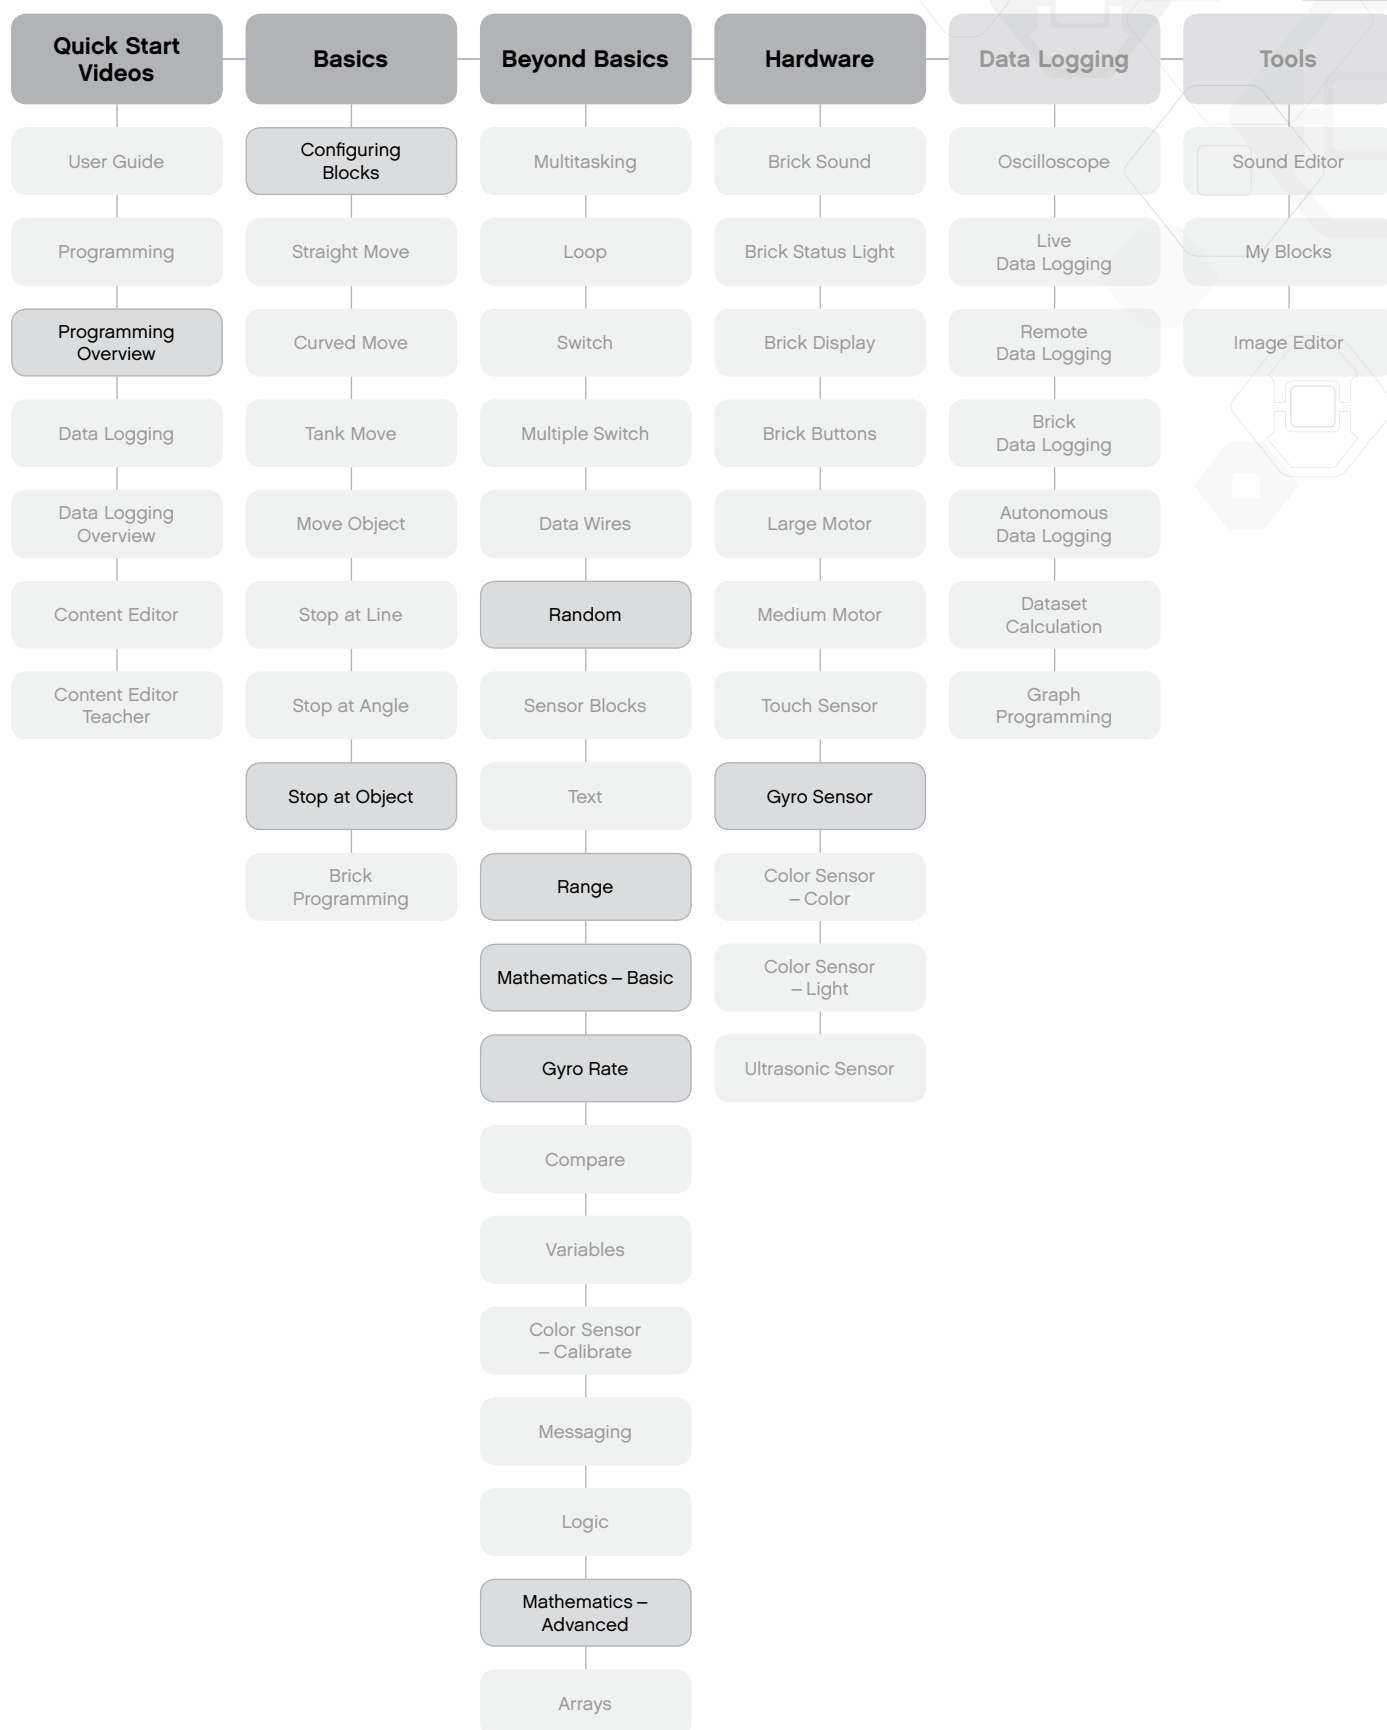 Quick Start
Videos
Basics
Beyond Basics
Hardware
Data Logging
Tools
User Guide
Programming
Programming
Overview
Data Logging
Data Logging
Overview
Content Editor
Content Editor
Teacher
Configuring
Blocks
Straight Move
Curved Move
Tank Move
Move Object
Stop at Line
Stop at Angle
Stop at Object
Brick
Programming
Multitasking
Loop
Switch
Multiple Switch
Data Wires
Random
Sensor Blocks
Text
Range
Mathematics – Basic
Gyro Rate
Compare
Variables
Color Sensor
– Calibrate
Messaging
Logic
Mathematics –
Advanced
Arrays
Brick Sound
Brick Status Light
Brick Display
Brick Buttons
Large Motor
Medium Motor
Touch Sensor
Gyro Sensor
Color Sensor
– Color
Color Sensor
– Light
Ultrasonic Sensor
Oscilloscope
Live
Data Logging
Remote
Data Logging
Brick
Data Logging
Autonomous
Data Logging
Dataset
Calculation
Graph
Programming
Sound Editor
My Blocks
Image Editor